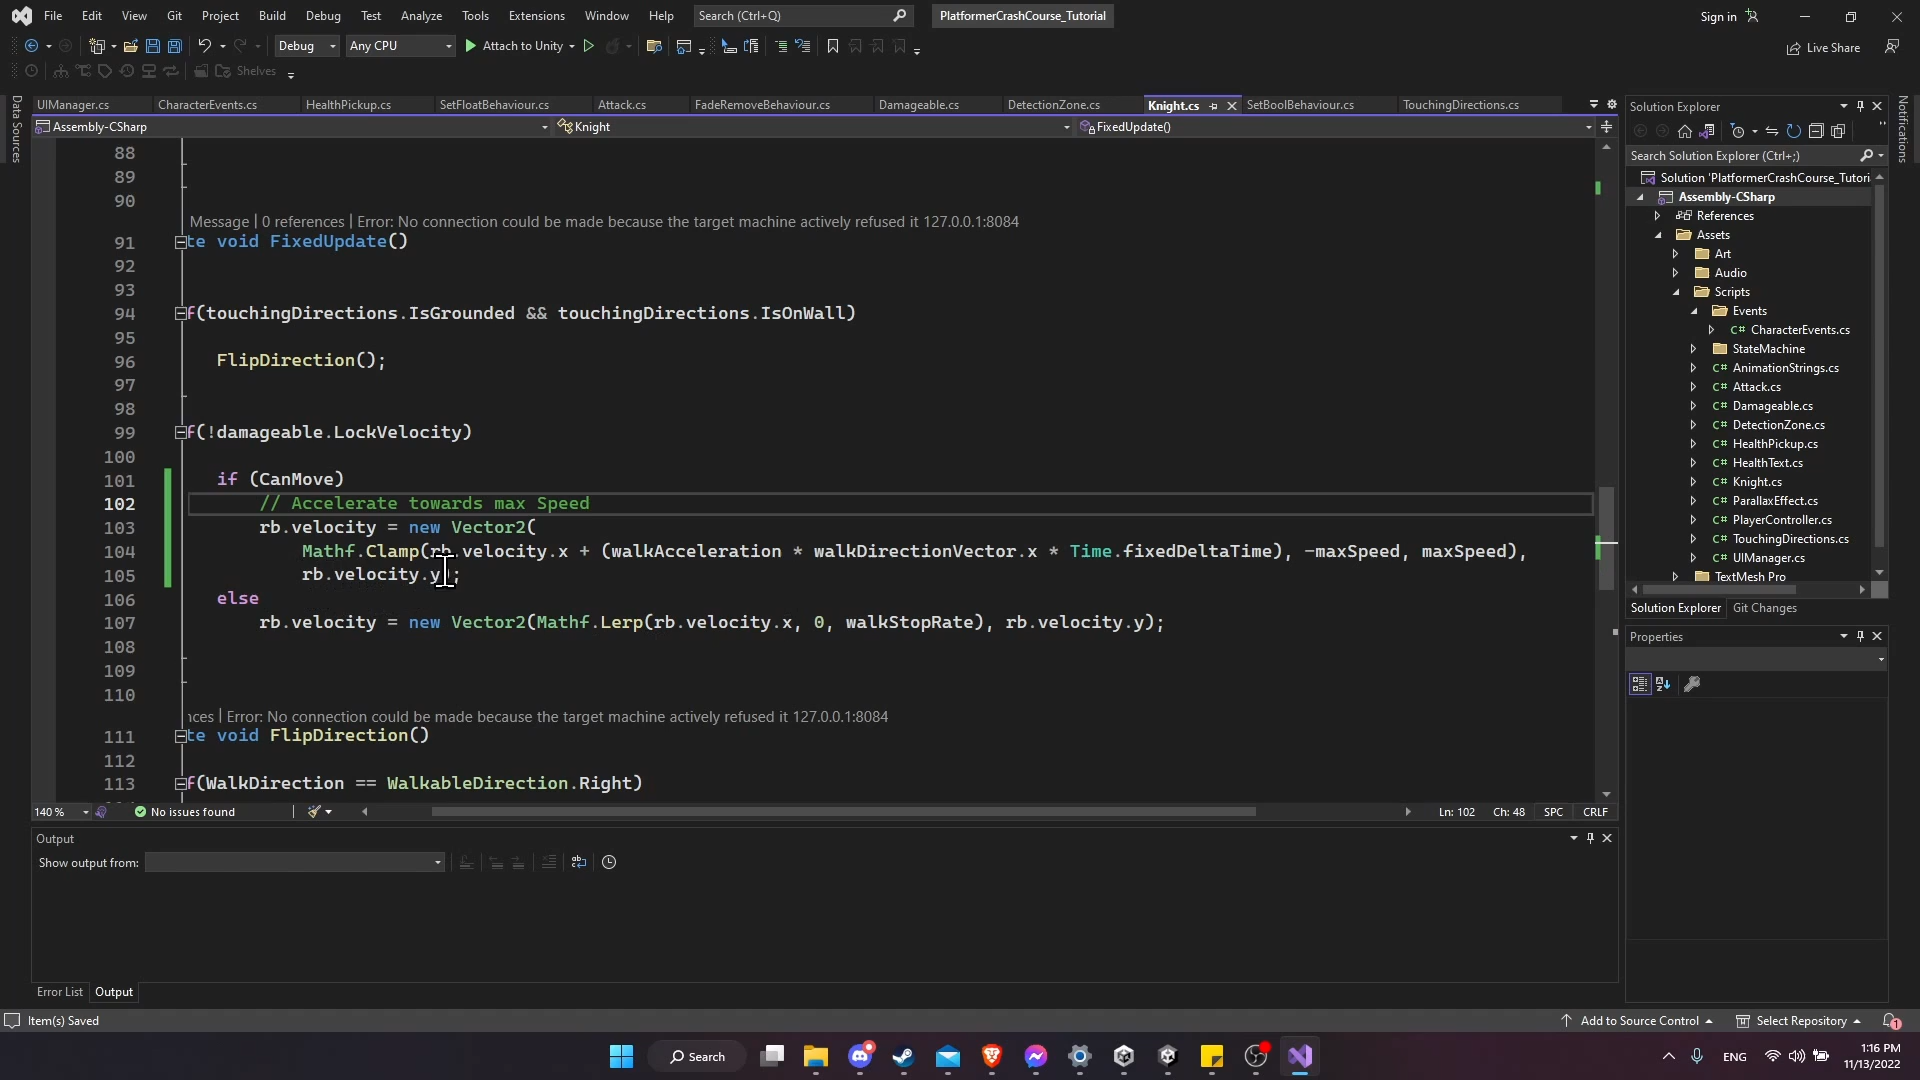 File Edit View Git Project Build Debug Test Analyze Tools Extensions Window Help Search (Ctrl+Q) PlatformerCrashCourse_Tutorial Sign in
Debug Any CPU Attach to Unity Live Share
Shelves
Data Sources
UIManager.cs CharacterEvents.cs HealthPickup.cs SetFloatBehaviour.cs Attack.cs FadeRemoveBehaviour.cs Damageable.cs DetectionZone.cs Knight.cs SetBoolBehaviour.cs TouchingDirections.cs
Assembly-CSharp Knight FixedUpdate()
88
89
90
Message | 0 references | Error: No connection could be made because the target machine actively refused it 127.0.0.1:8084
91 te void FixedUpdate()
92
93
94 f(touchingDirections.IsGrounded && touchingDirections.IsOnWall)
95
96 FlipDirection();
97
98
99 f(!damageable.LockVelocity)
100
101 if (CanMove)
102 // Accelerate towards max Speed
103 rb.velocity = new Vector2(
104 Mathf.Clamp(rb.velocity.x + (walkAcceleration * walkDirectionVector.x * Time.fixedDeltaTime), -maxSpeed, maxSpeed),
105 rb.velocity.y);
106 else
107 rb.velocity = new Vector2(Mathf.Lerp(rb.velocity.x, 0, walkStopRate), rb.velocity.y);
108
109
110
nces | Error: No connection could be made because the target machine actively refused it 127.0.0.1:8084
111 te void FlipDirection()
112
113 f(WalkDirection == WalkableDirection.Right)
140 % No issues found Ln: 102 Ch: 48 SPC CRLF
Output
Show output from:
Error List Output
Solution Explorer
Search Solution Explorer (Ctrl+;)
Solution 'PlatformerCrashCourse_Tutori
Assembly-CSharp
References
Assets
Art
Audio
Scripts
Events
C# CharacterEvents.cs
StateMachine
C# AnimationStrings.cs
C# Attack.cs
C# Damageable.cs
C# DetectionZone.cs
C# HealthPickup.cs
C# HealthText.cs
C# Knight.cs
C# ParallaxEffect.cs
C# PlayerController.cs
C# TouchingDirections.cs
C# UIManager.cs
TextMesh Pro
Solution Explorer Git Changes
Properties
Notifications
Item(s) Saved Add to Source Control Select Repository 1
Search ENG 1:16 PM
11/13/2022